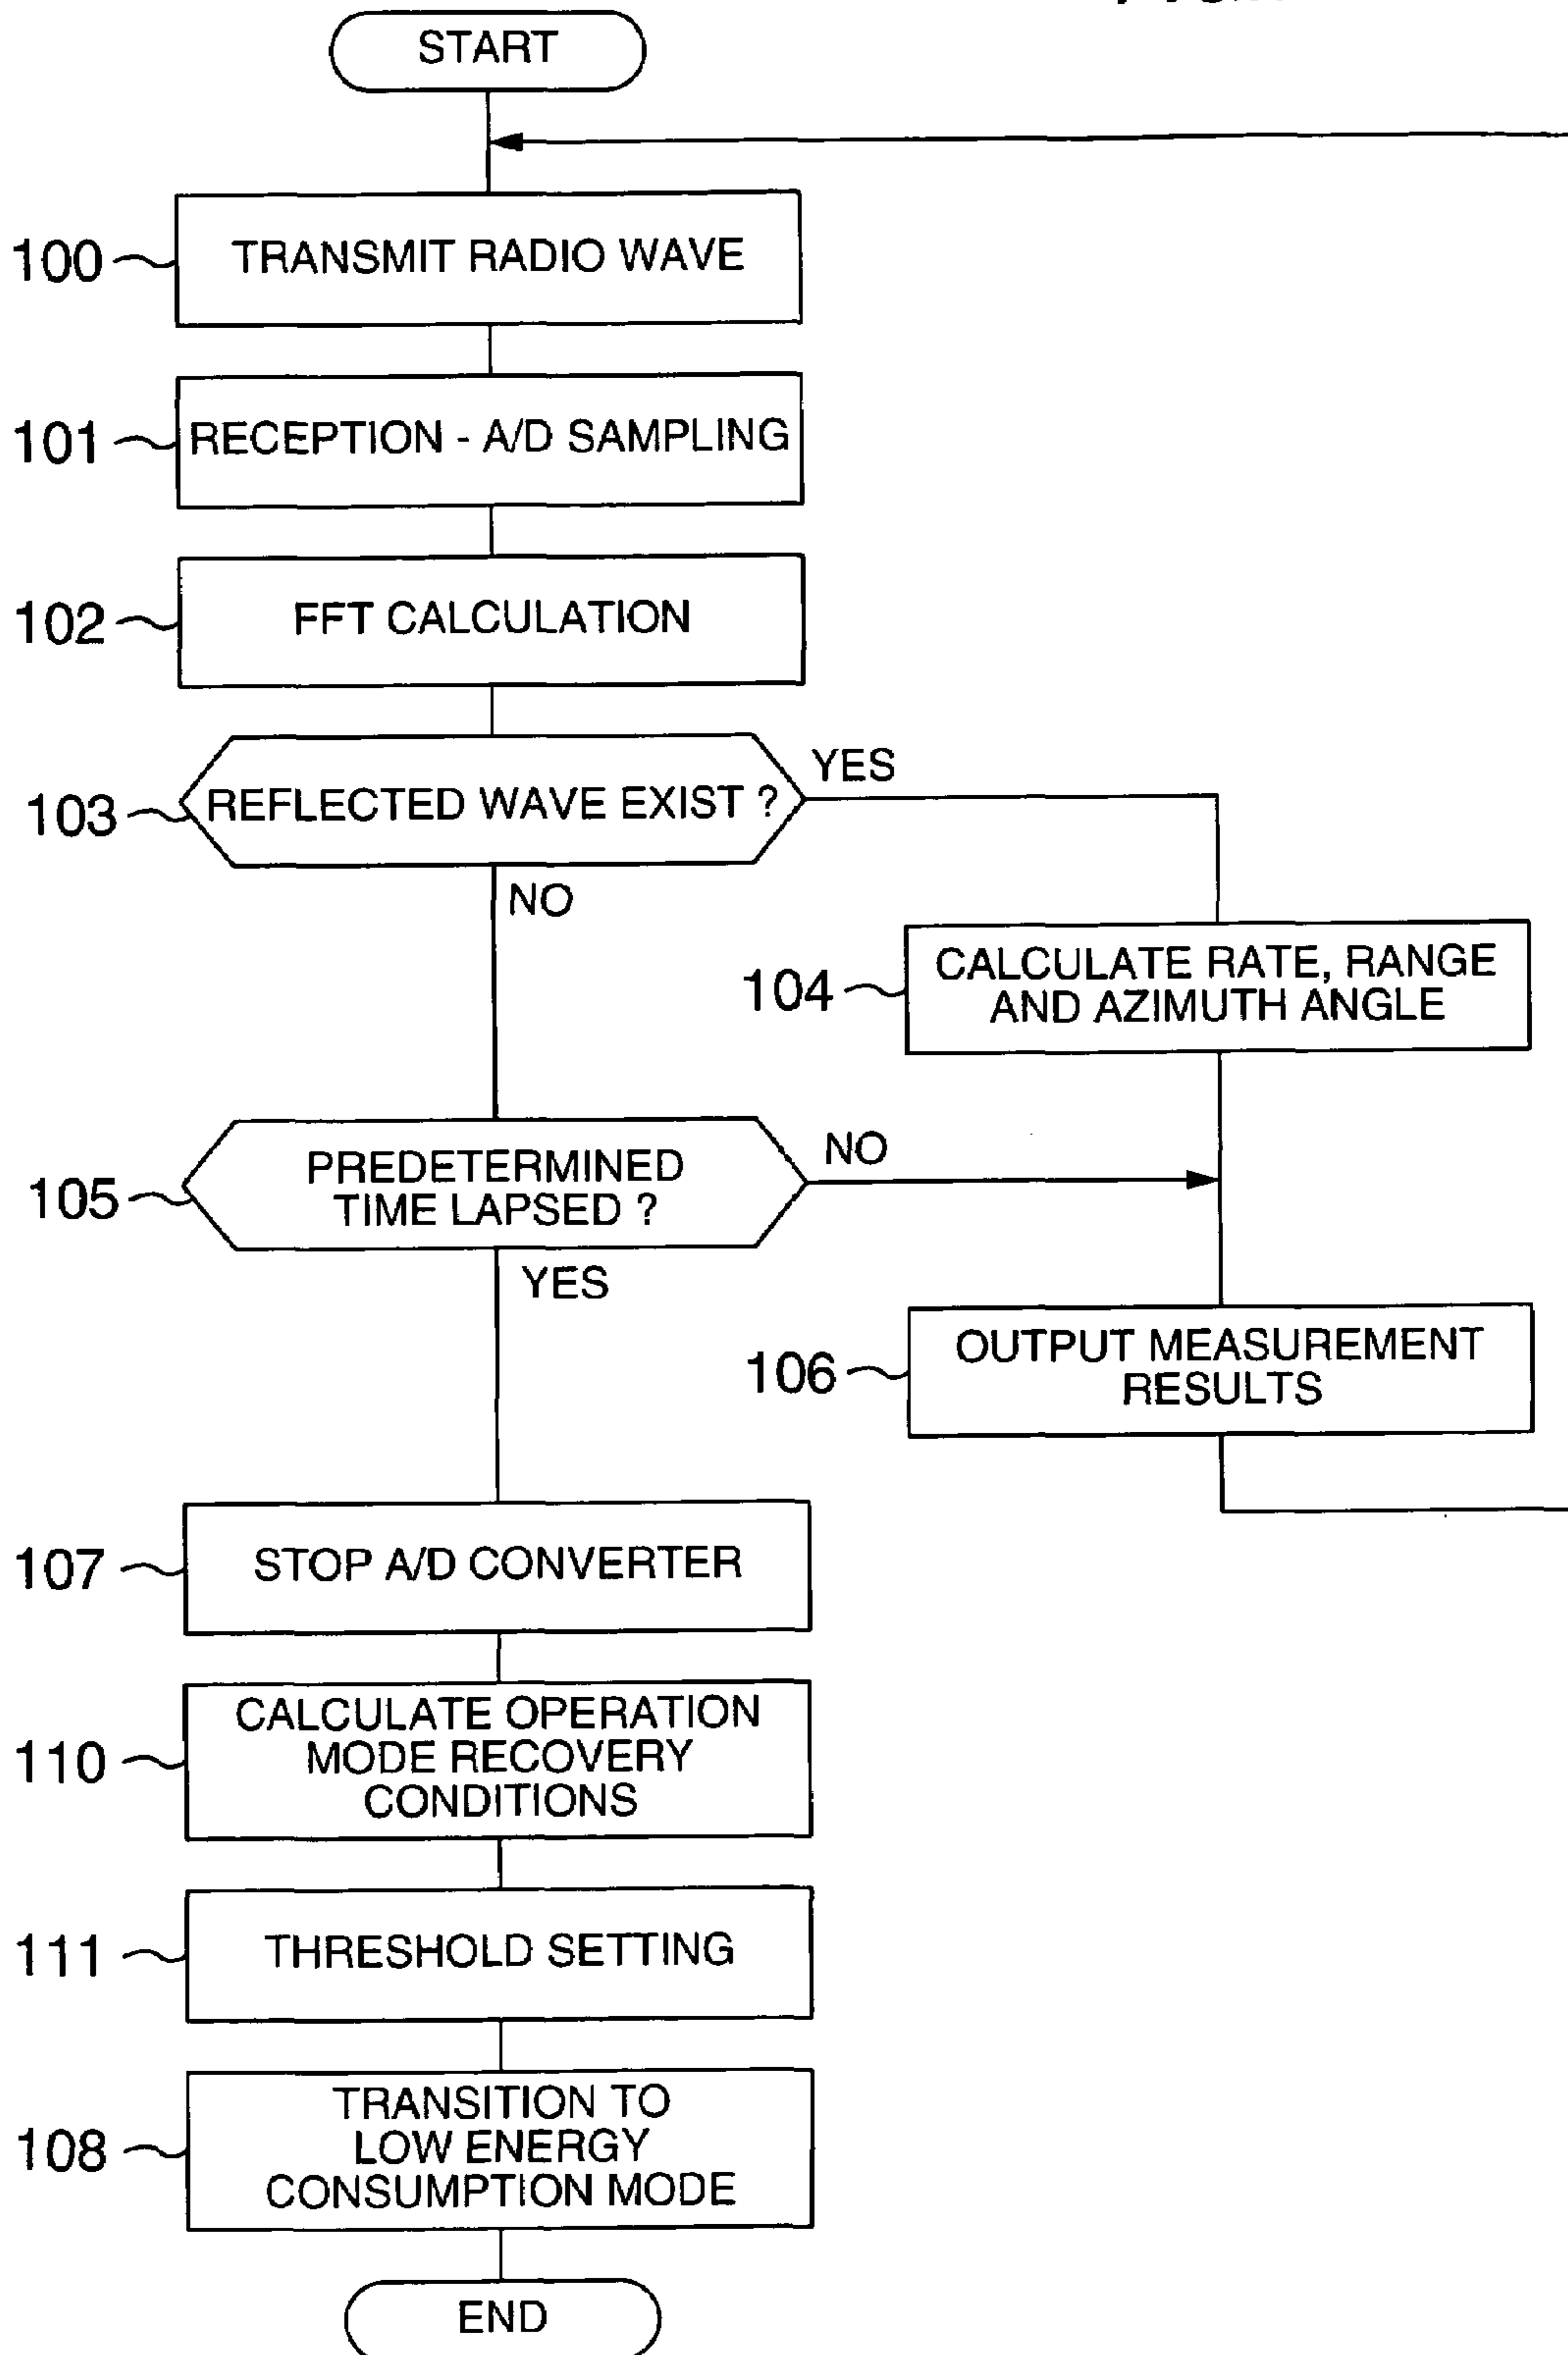 START
100
TRANSMIT RADIO WAVE
101
RECEPTION - A/D SAMPLING
102
FFT CALCULATION
103
REFLECTED WAVE EXIST ?
YES
NO
104
CALCULATE RATE, RANGE
AND AZIMUTH ANGLE
105
PREDETERMINED
TIME LAPSED ?
NO
YES
106
OUTPUT MEASUREMENT
RESULTS
107
STOP A/D CONVERTER
110
CALCULATE OPERATION
MODE RECOVERY
CONDITIONS
111
THRESHOLD SETTING
108
TRANSITION TO
LOW ENERGY
CONSUMPTION MODE
END